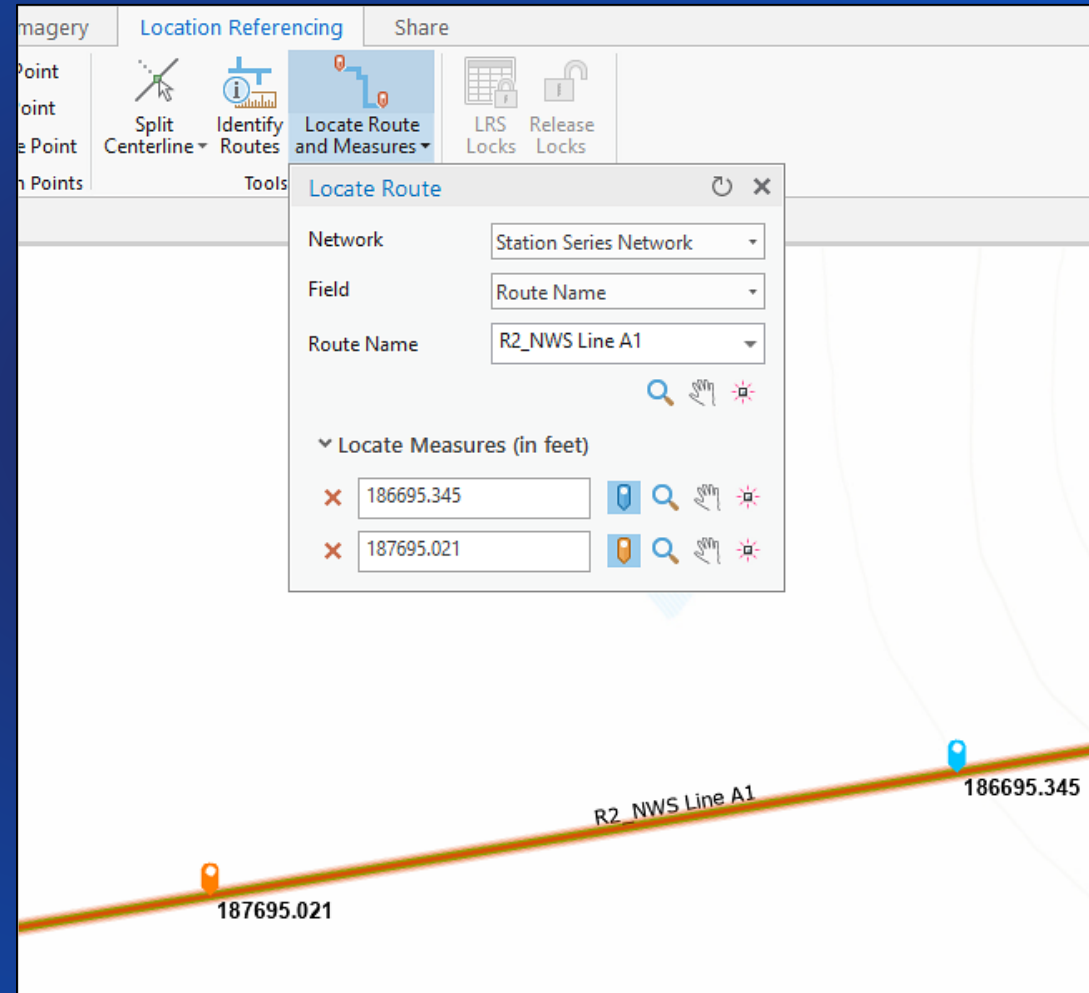 magery Location Referencing Share
Point
oint
e Point
n Points
Split Centerline
Identify Routes
Locate Route and Measures
LRS Locks
Release Locks
Tools
Locate Route
Network Station Series Network
Field Route Name
Route Name R2_NWS Line A1
Locate Measures (in feet)
186695.345
187695.021
186695.345
R2_NWS Line A1
187695.021